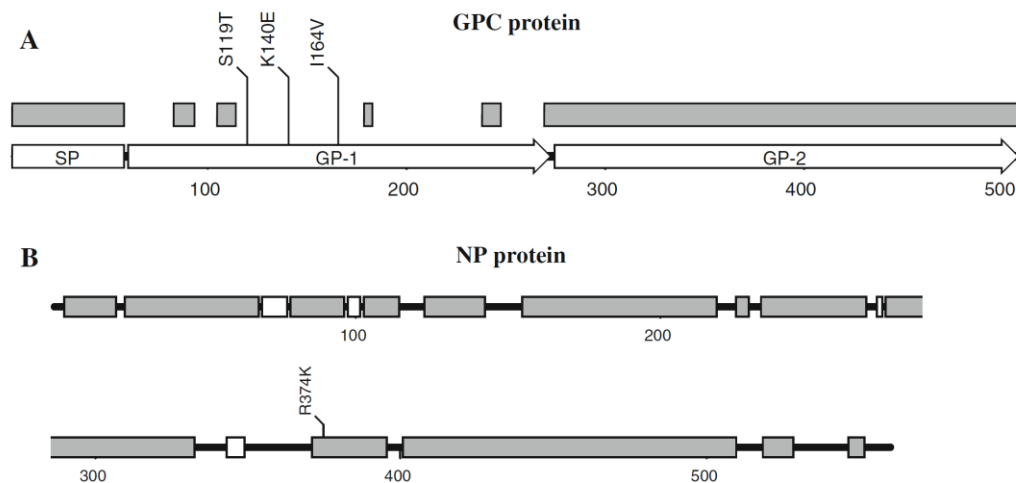 GPC protein
A
S119T
K140E
I164V
SP
GP-1
GP-2
100
200
300
400
500
B
NP protein
100
200
R374K
300
400
500